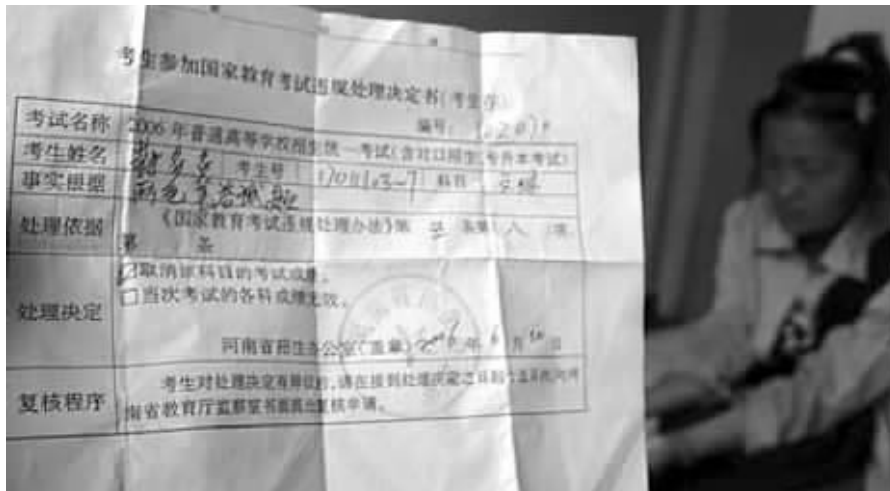 考生参加国家教育考试违规处理决定书(考生存)
编号:
考试名称 2006年普通高等学校招生统一考试(含对口招生、专升本考试)
考生姓名 考生号 科目
事实根据
处理依据 《国家教育考试违规处理办法》第 条第 八 项
第 条
处理决定
☑取消该科目的考试成绩。
□当次考试的各科成绩无效。
河南省招生办公室(盖章) 2006年6月 日
复核程序 考生对处理决定有异议的,请在接到处理决定之日起十五日内向河
南省教育厅监察室书面提出复核申请。